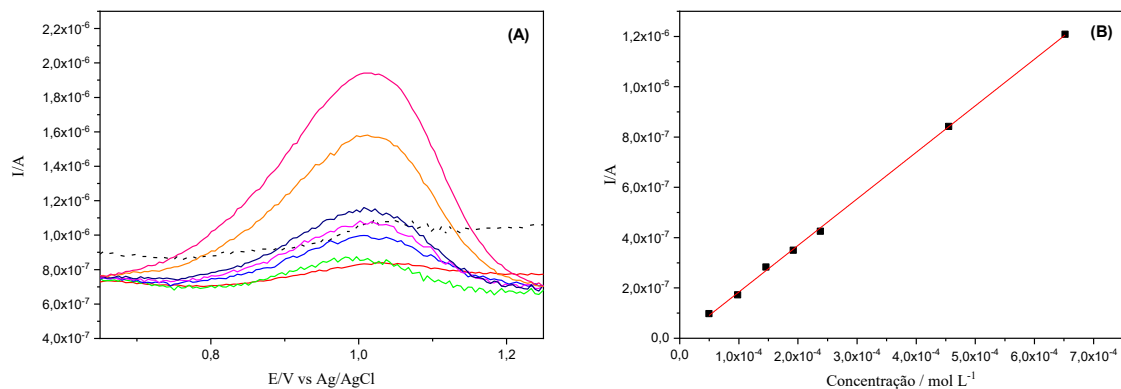 (A)
2,2x10⁻⁶
2,0x10⁻⁶
1,8x10⁻⁶
1,6x10⁻⁶
1,4x10⁻⁶
1,2x10⁻⁶
1,0x10⁻⁶
8,0x10⁻⁷
6,0x10⁻⁷
4,0x10⁻⁷
I/A
0,8
1,0
1,2
E/V vs Ag/AgCl
(B)
1,2x10⁻⁶
1,0x10⁻⁶
8,0x10⁻⁷
6,0x10⁻⁷
4,0x10⁻⁷
2,0x10⁻⁷
0,0
I/A
0,0
1,0x10⁻⁴
2,0x10⁻⁴
3,0x10⁻⁴
4,0x10⁻⁴
5,0x10⁻⁴
6,0x10⁻⁴
7,0x10⁻⁴
Concentração / mol L⁻¹